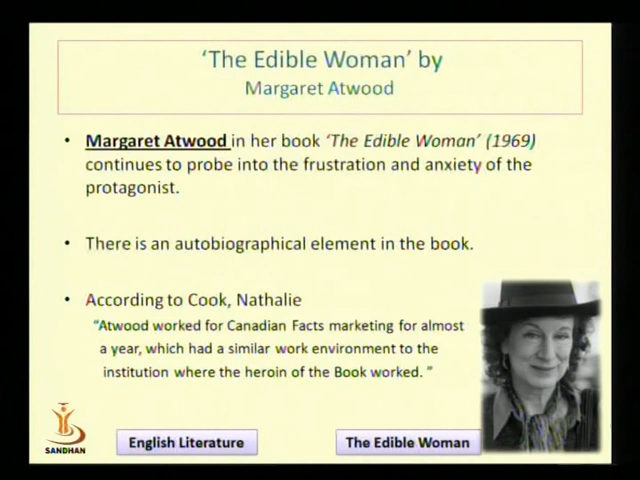 ‘The Edible Woman’ by
Margaret Atwood
• Margaret Atwood in her book ‘The Edible Woman’ (1969)
continues to probe into the frustration and anxiety of the
protagonist.
• There is an autobiographical element in the book.
• According to Cook, Nathalie
“Atwood worked for Canadian Facts marketing for almost
a year, which had a similar work environment to the
institution where the heroin of the Book worked. ”
SANDHAN
English Literature
The Edible Woman